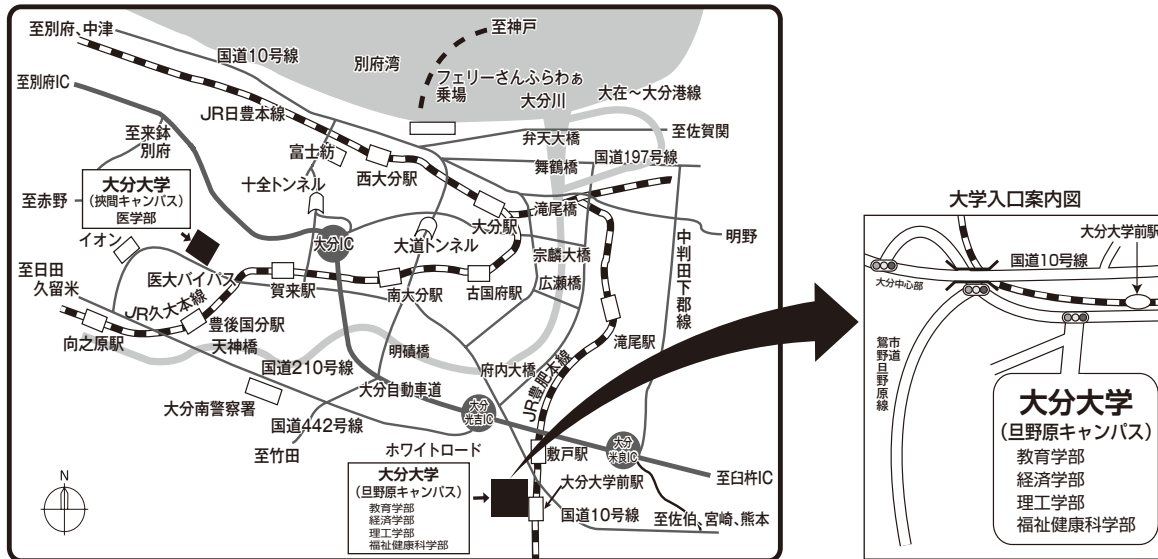 至別府、中津
国道10号線
至神戸
別府湾
至別府IC
フェリーさんふらわぁ
乗場
大分川
大在～大分港線
JR日豊本線
至佐賀関
弁天大橋
至来鉢
別府
富士紡
舞鶴橋
国道197号線
大分大学
(挾間キャンパス)
医学部
西大分駅
十全トンネル
至赤野
滝尾橋
大分駅
明野
イオン
大分IC
大道トンネル
宗麟大橋
中判田下郡線
至日田
久留米
医大バイパス
賀来駅
南大分駅
古国府駅
広瀬橋
JR久大本線
豊後国分駅
向之原駅
天神橋
明磧橋
滝尾駅
国道210号線
府内大橋
大分自動車道
JR豊肥本線
大分南警察署
国道442号線
大分
光吉IC
至竹田
ホワイトロード
敷戸駅
大分
米良IC
大分大学
(旦野原キャンパス)
教育学部
経済学部
理工学部
福祉健康科学部
大分大学前駅
至臼杵IC
国道10号線
至佐伯、宮崎、熊本
N
大学入口案内図
大分大学前駅
国道10号線
大分中心部
市道
鴛野旦野原線
大分大学
(旦野原キャンパス)
教育学部
経済学部
理工学部
福祉健康科学部